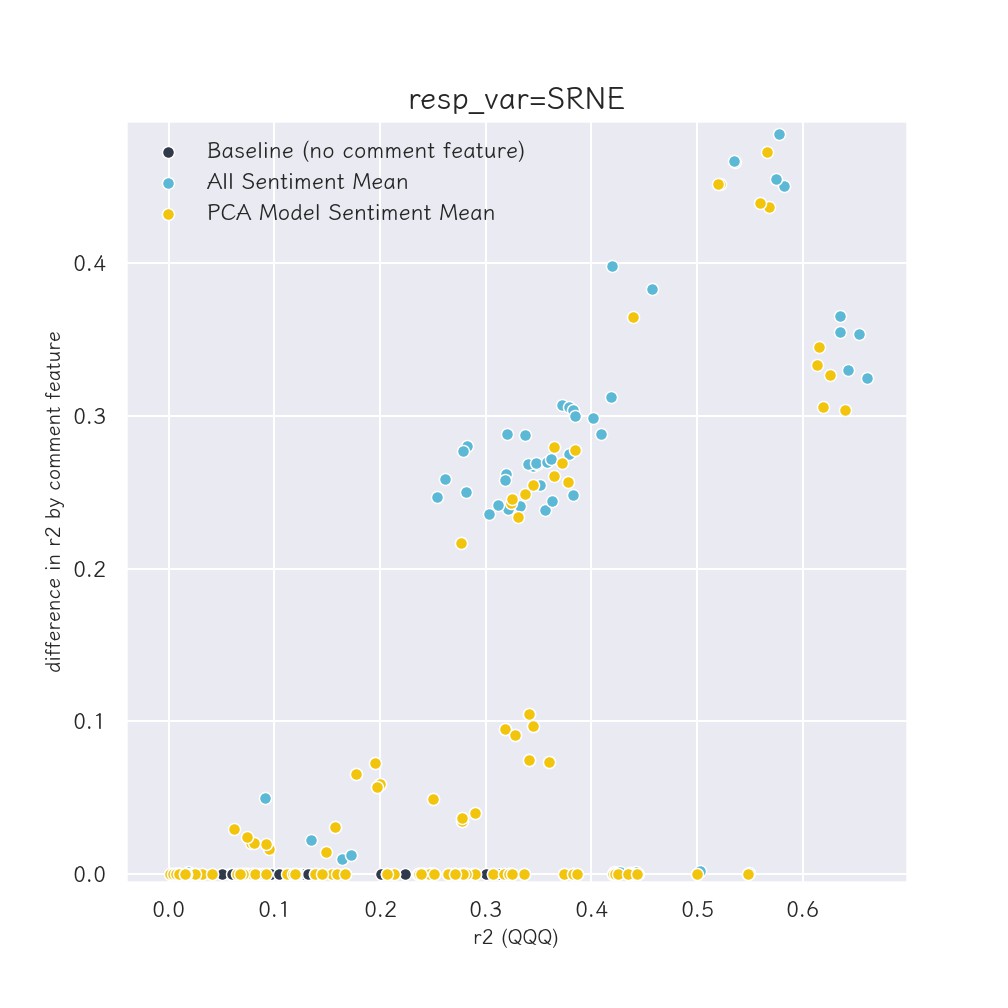 resp_var=SRNE
Baseline (no comment feature)
All Sentiment Mean
PCA Model Sentiment Mean
difference in r2 by comment feature
0.4
0.3
0.2
0.1
0.0
0.0 0.1 0.2 0.3 0.4 0.5 0.6
r2 (QQQ)